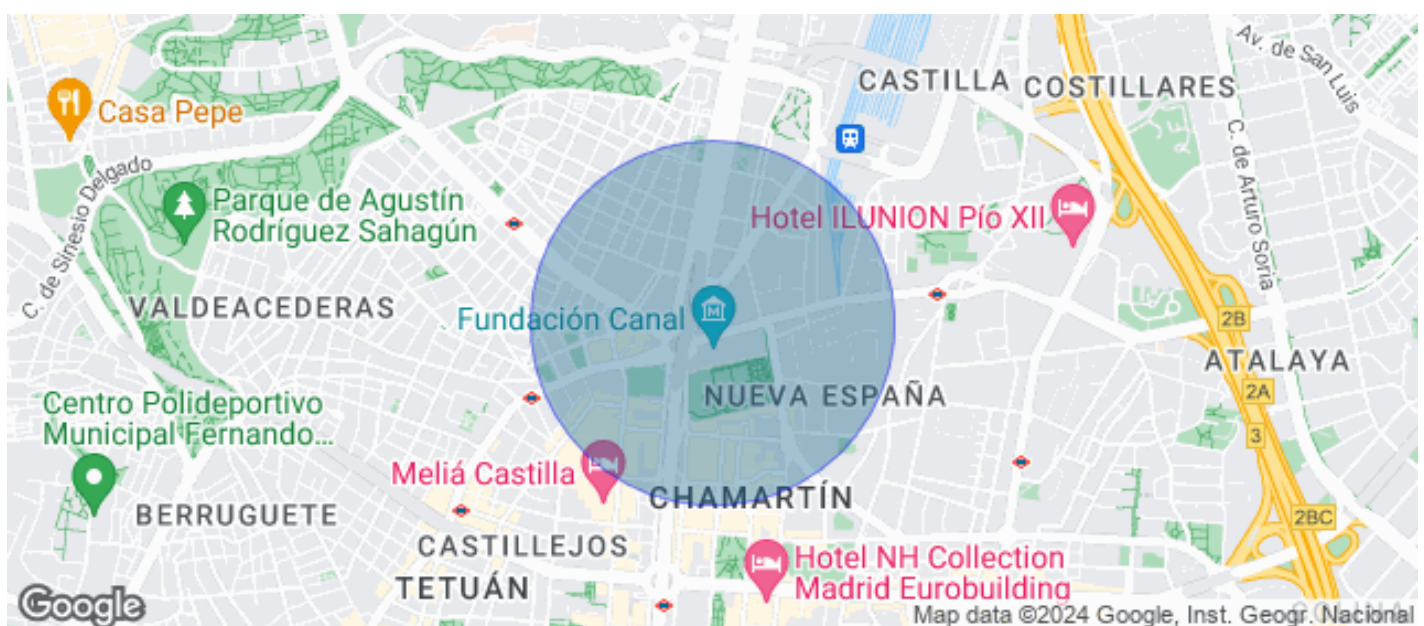 CASTILLA
COSTILLARES
Av. de San Luis
Casa Pepe
C. de Sinesio Delgado
C. de Arturo Soria
Parque de Agustín
Rodríguez Sahagún
Hotel ILUNION Pío XII
VALDEACEDERAS
Fundación Canal
M
2B
ATALAYA
NUEVA ESPAÑA
2A
Centro Polideportivo
Municipal Fernando...
3
Meliá Castilla
CHAMARTÍN
BERRUGUETE
2BC
CASTILLEJOS
TETUÁN
Hotel NH Collection
Madrid Eurobuilding
Google
Map data ©2024 Google, Inst. Geogr. Nacional